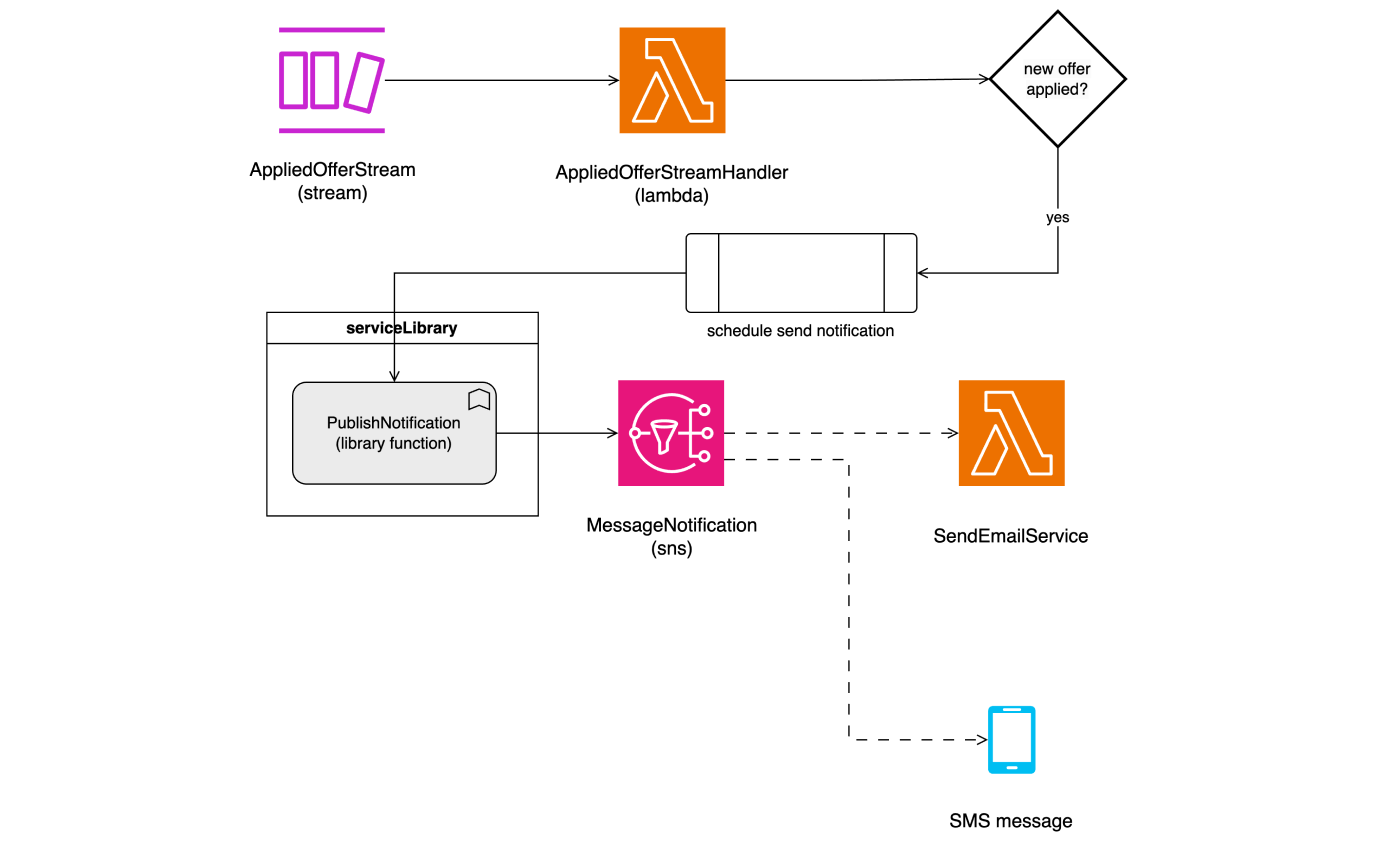 new offer
applied?
AppliedOfferStream
(stream)
AppliedOfferStreamHandler
(lambda)
yes
schedule send notification
serviceLibrary
PublishNotification
(library function)
MessageNotification
(sns)
SendEmailService
SMS message